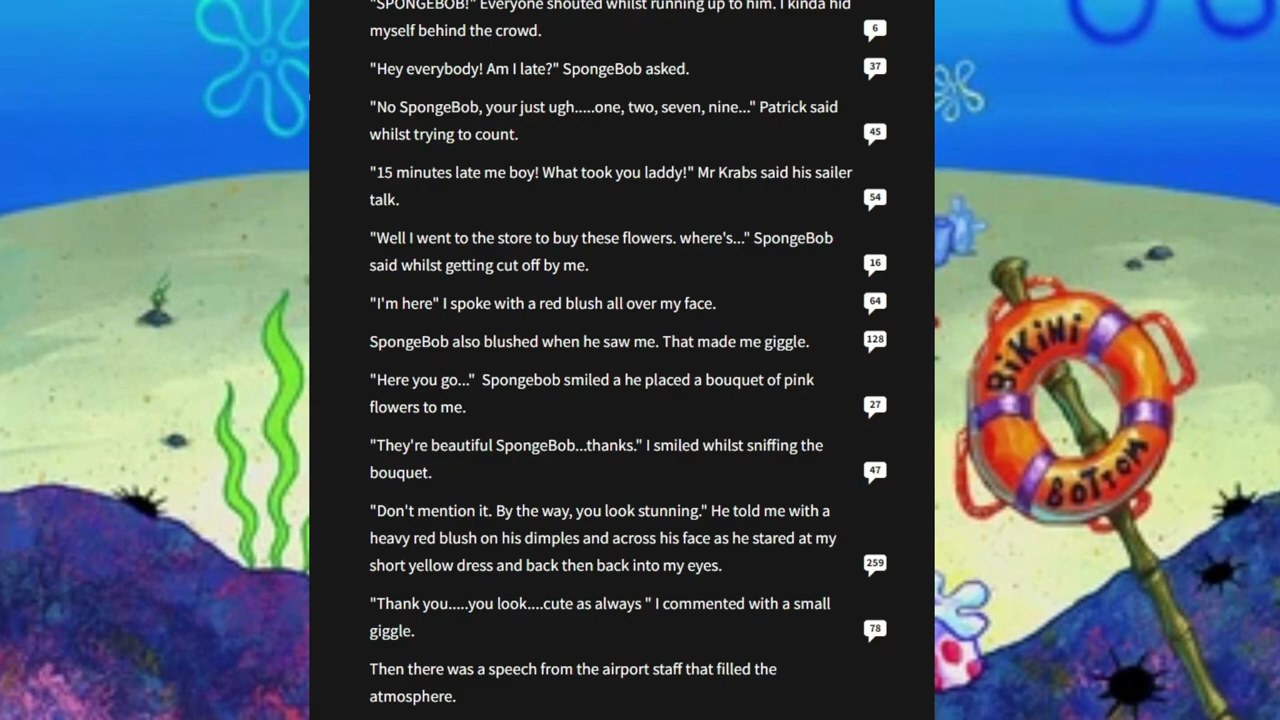 "SPONGEBOB!" Everyone shouted whilst running up to him. I kinda hid
myself behind the crowd.
6
"Hey everybody! Am I late?" SpongeBob asked.
37
"No SpongeBob, your just ugh.....one, two, seven, nine..." Patrick said
whilst trying to count.
45
"15 minutes late me boy! What took you laddy!" Mr Krabs said his sailer
talk.
54
"Well I went to the store to buy these flowers. where's..." SpongeBob
said whilst getting cut off by me.
16
"I'm here" I spoke with a red blush all over my face.
64
SpongeBob also blushed when he saw me. That made me giggle.
128
"Here you go..."  Spongebob smiled a he placed a bouquet of pink
flowers to me.
27
"They're beautiful SpongeBob...thanks." I smiled whilst sniffing the
bouquet.
47
"Don't mention it. By the way, you look stunning." He told me with a
heavy red blush on his dimples and across his face as he stared at my
short yellow dress and back then back into my eyes.
259
"Thank you.....you look....cute as always " I commented with a small
giggle.
78
Then there was a speech from the airport staff that filled the
atmosphere.
BIKINI
BOTTOM